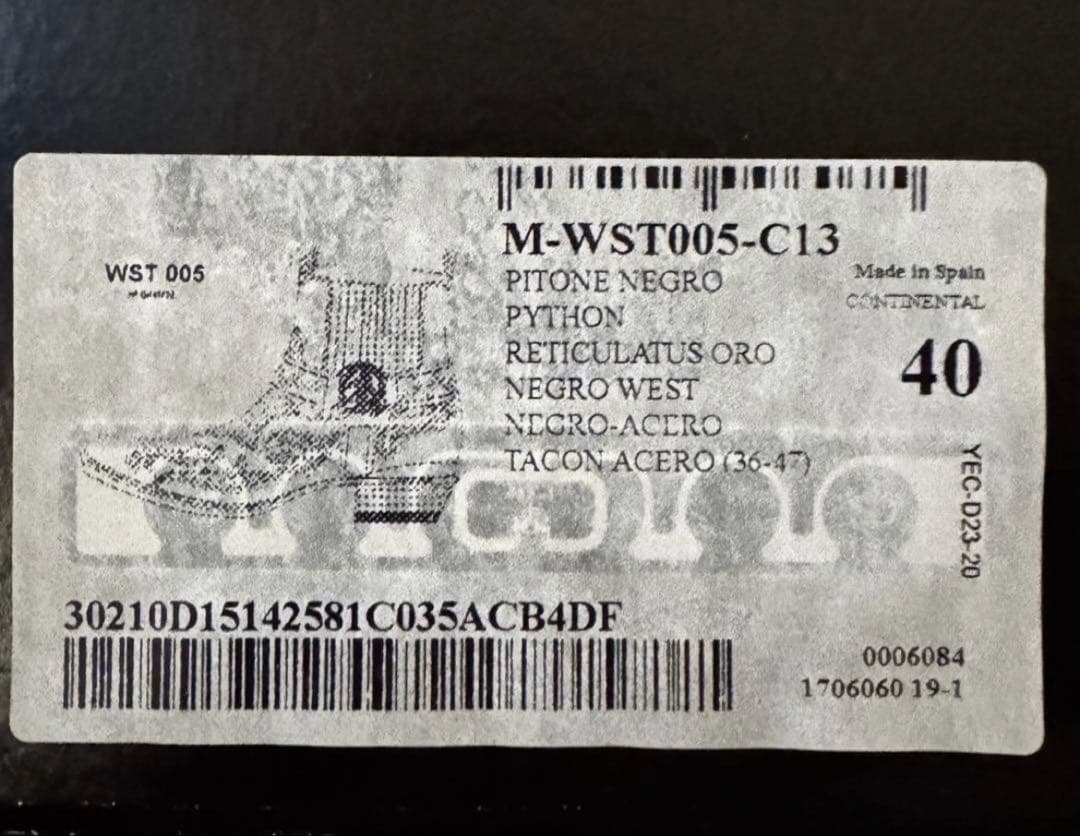 WST 005
M-WST005-C13
PITONE NEGRO
PYTHON
RETICULATUS ORO
NEGRO WEST
NEGRO-ACERO
TACON ACERO (36-47)
Made in Spain
CONTINENTAL
40
YEC-D23-20
30210D15142581C035ACB4DF
0006084
1706060 19-1